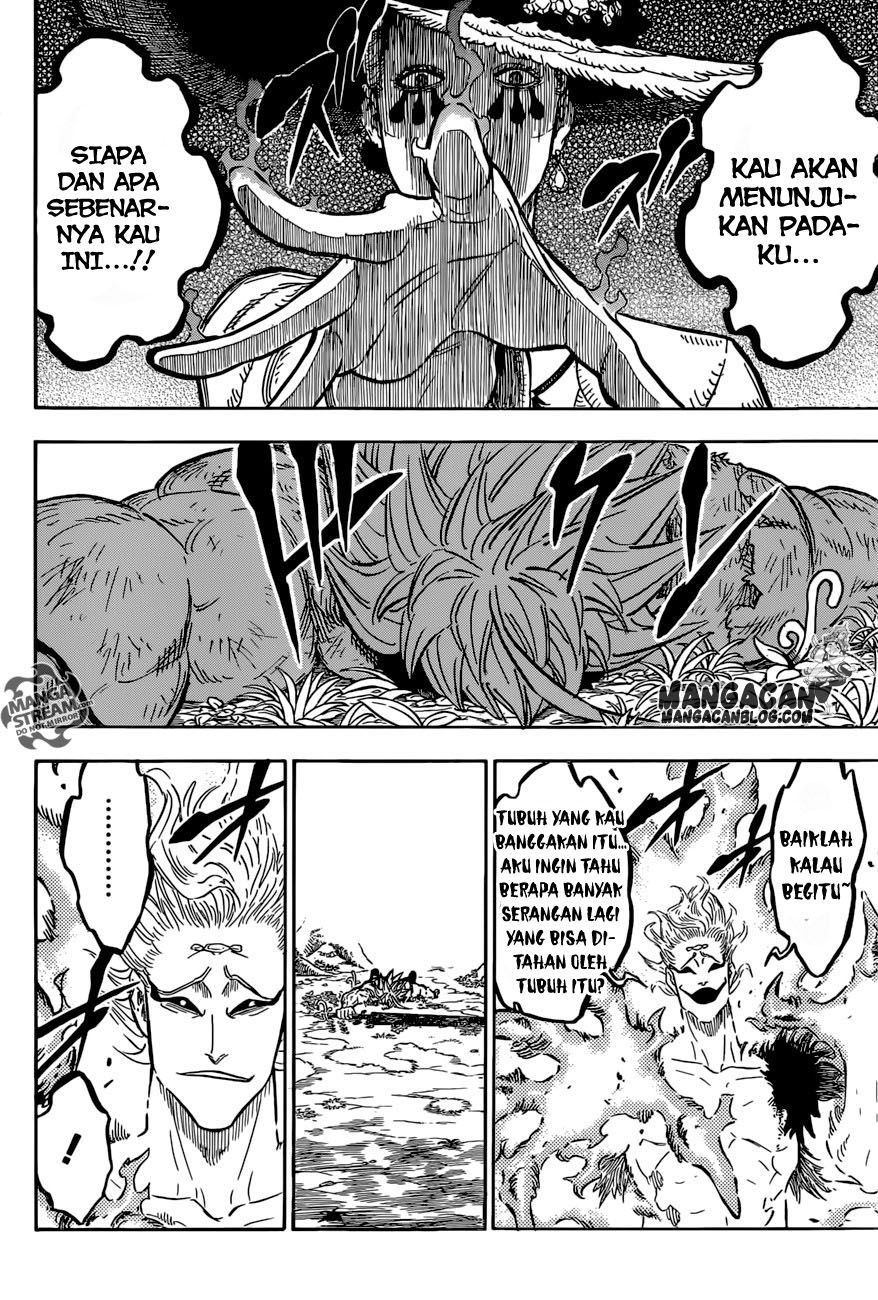 KAU AKAN
MENUNJU-
KAN PADA-
KU...
SIAPA
DAN APA
SEBENAR-
NYA KAU
INI...!!
MANGA
STREAM.com
DO NOT MIRROR
MANGACAN
MANGACANBLOG.COM
BAIKLAH
KALAU
BEGITU~
TUBUH YANG KAU
BANGGAKAN ITU...
AKU INGIN TAHU
BERAPA BANYAK
SERANGAN LAGI
YANG BISA DI-
TAHAN OLEH
TUBUH ITU?
.........
!